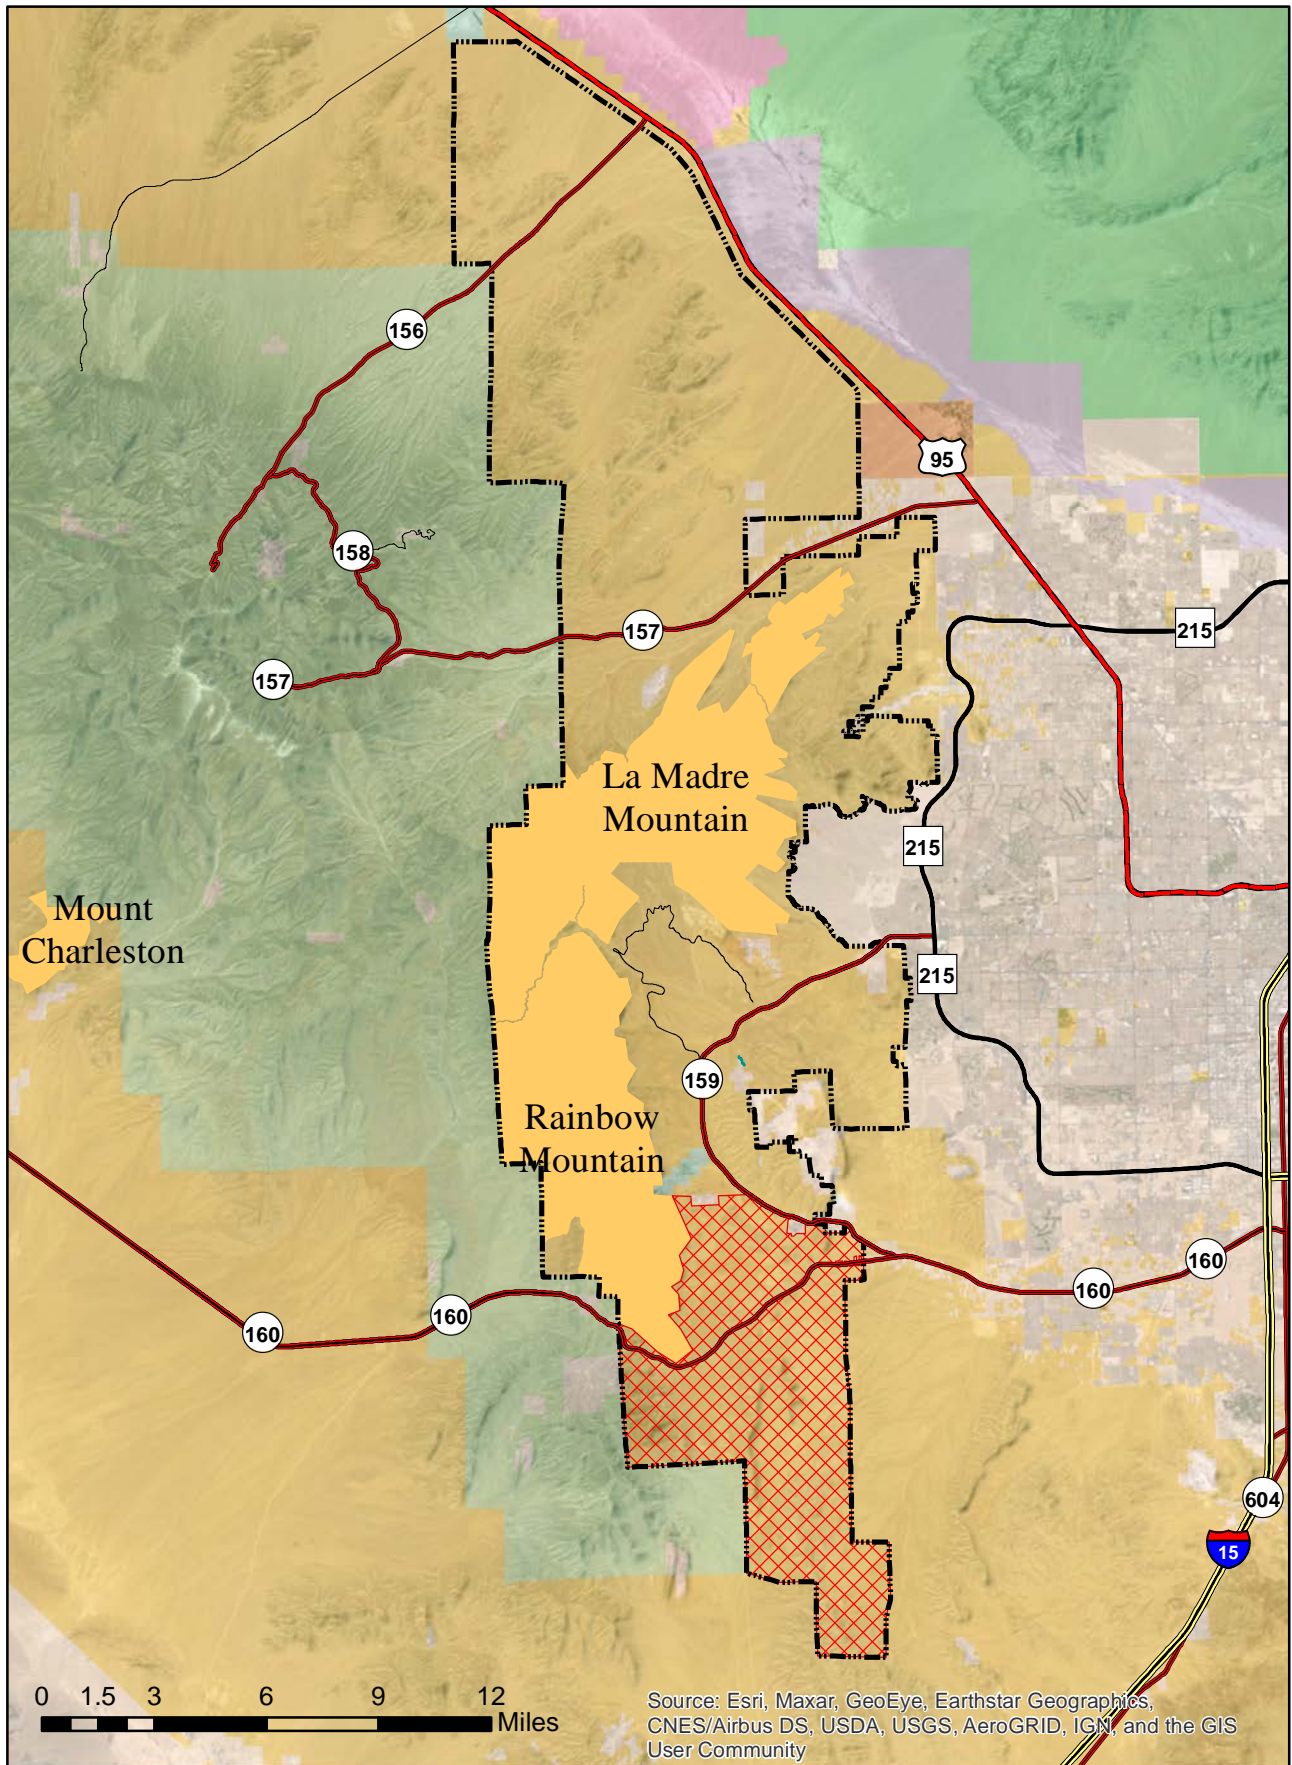 156
95
158
157
215
157
La Madre
Mountain
215
Mount
Charleston
215
159
Rainbow
Mountain
160
160
160
160
604
15
0 1.5 3 6 9 12
Miles
Source: Esri, Maxar, GeoEye, Earthstar Geographics,
CNES/Airbus DS, USDA, USGS, AeroGRID, IGN, and the GIS
User Community